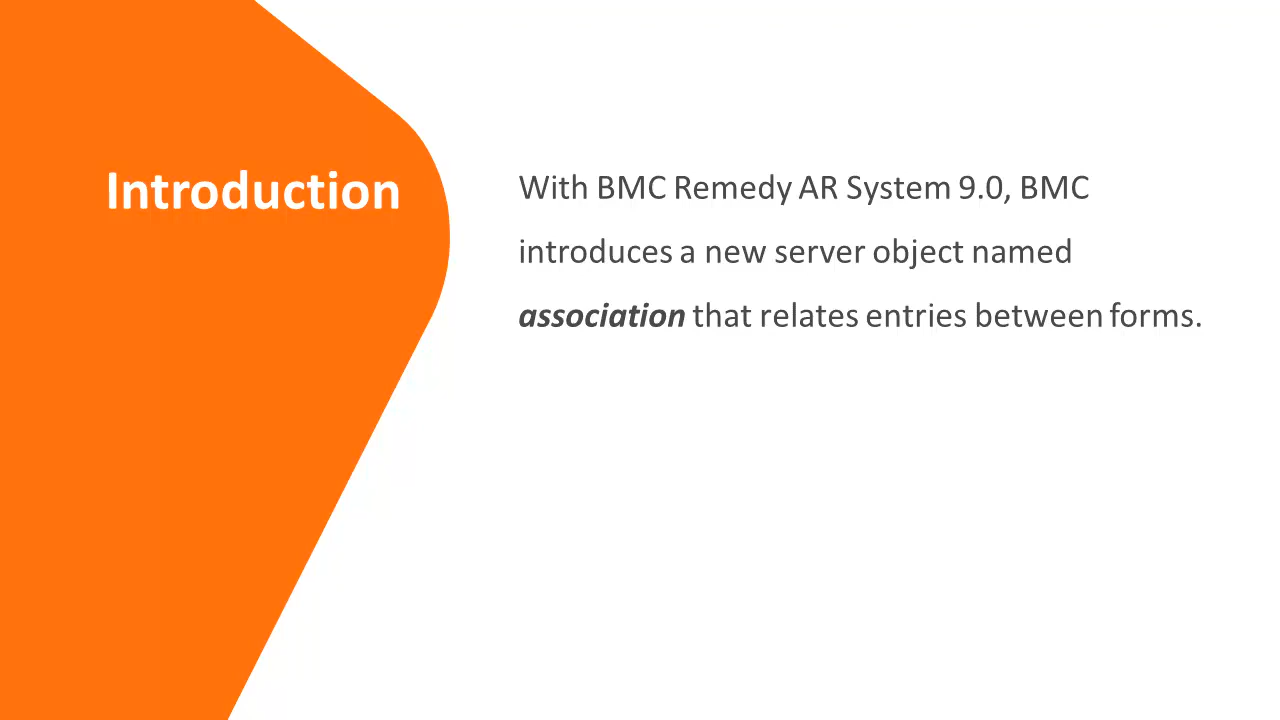 Introduction
With BMC Remedy AR System 9.0, BMC
introduces a new server object named
association that relates entries between forms.